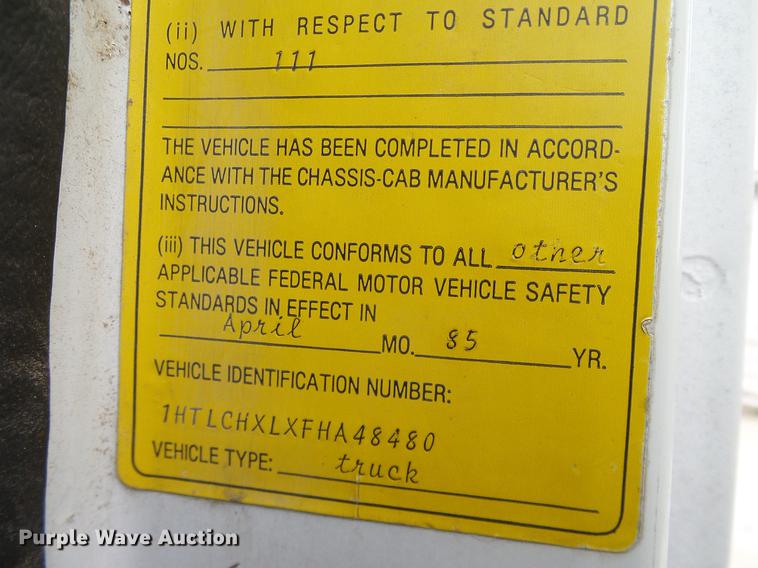 (ii) WITH RESPECT TO STANDARD
NOS. 111
THE VEHICLE HAS BEEN COMPLETED IN ACCORD-
ANCE WITH THE CHASSIS-CAB MANUFACTURER'S
INSTRUCTIONS.
(iii) THIS VEHICLE CONFORMS TO ALL other
APPLICABLE FEDERAL MOTOR VEHICLE SAFETY
STANDARDS IN EFFECT IN
April MO. 85 YR.
VEHICLE IDENTIFICATION NUMBER:
1HTLCHXLXFHA48480
VEHICLE TYPE: truck
Purple Wave Auction